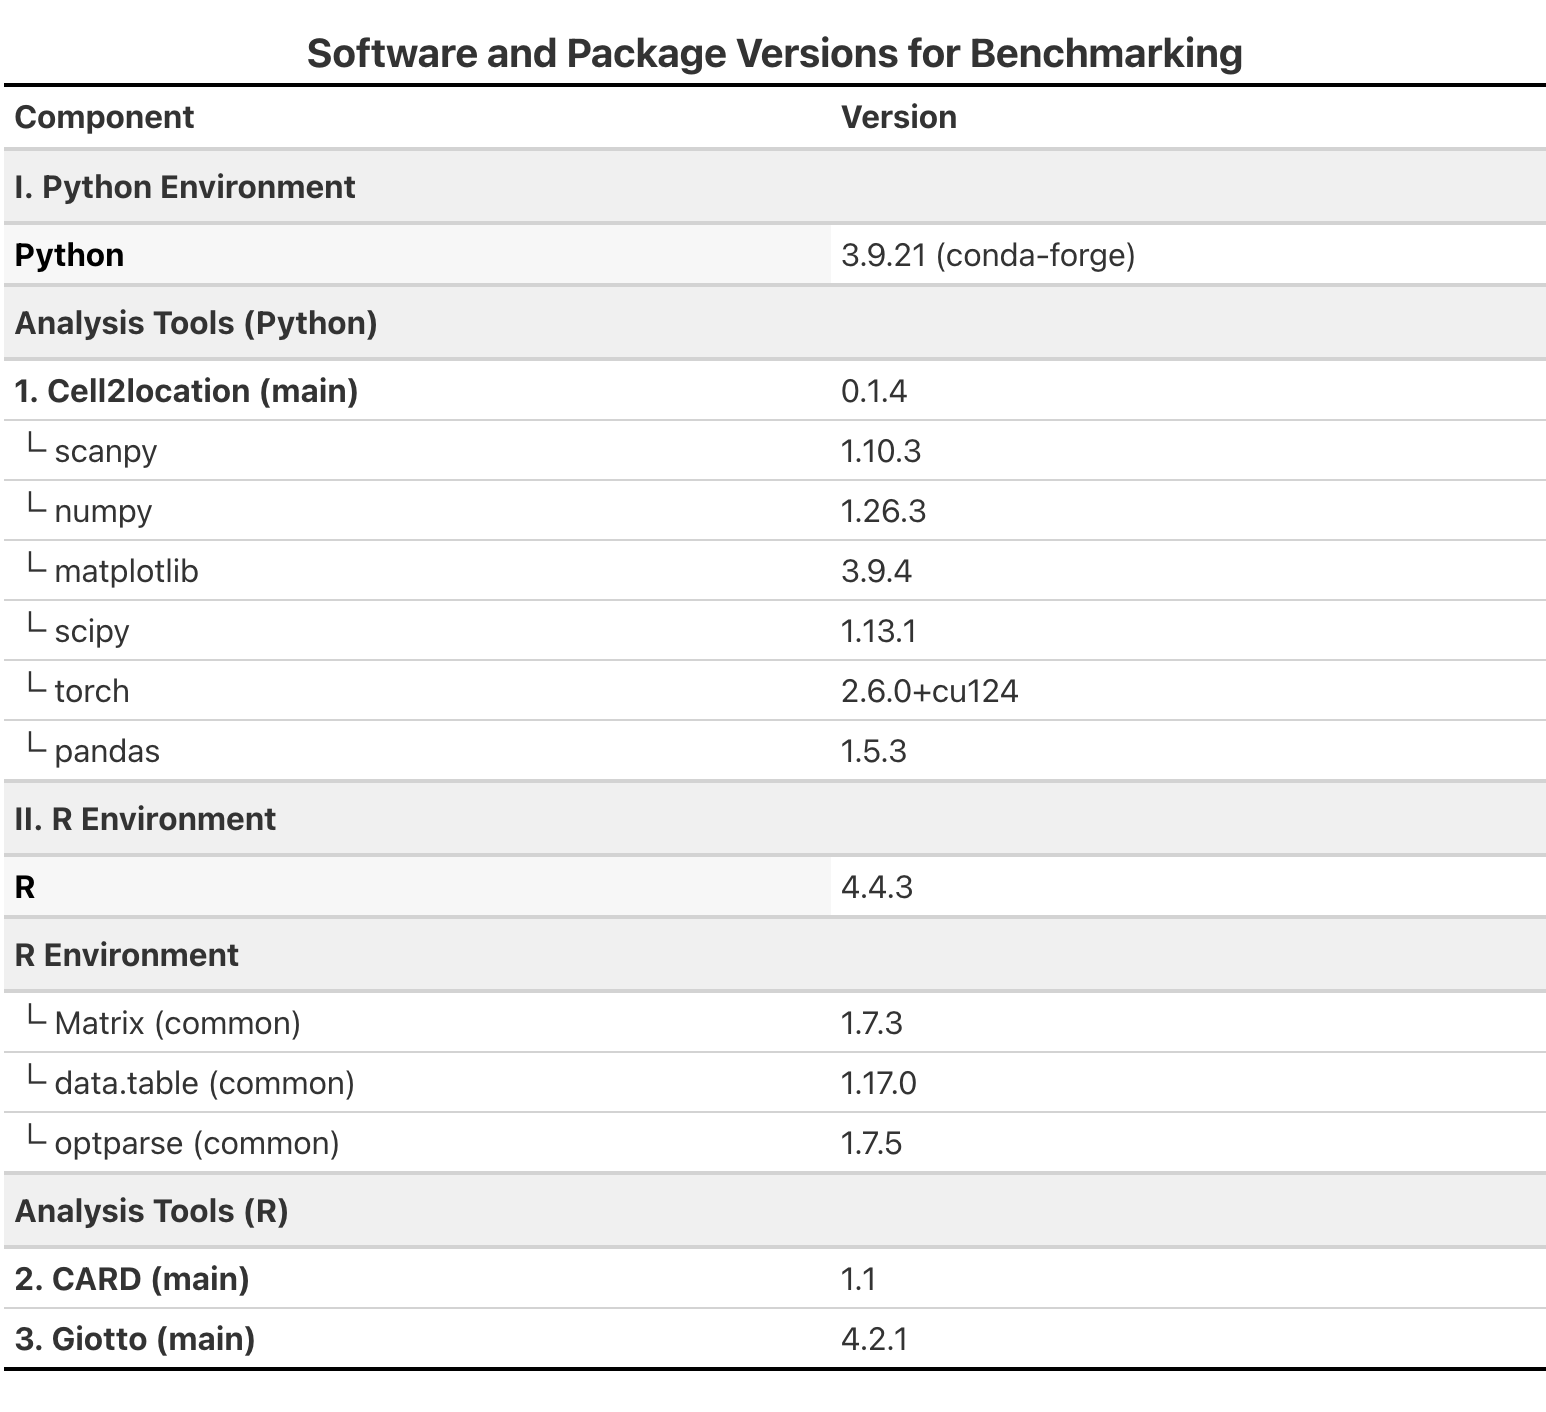 Software and Package Versions for Benchmarking
Component Version
I. Python Environment
Python 3.9.21 (conda-forge)
Analysis Tools (Python)
1. Cell2location (main) 0.1.4
└ scanpy 1.10.3
└ numpy 1.26.3
└ matplotlib 3.9.4
└ scipy 1.13.1
└ torch 2.6.0+cu124
└ pandas 1.5.3
II. R Environment
R 4.4.3
R Environment
└ Matrix (common) 1.7.3
└ data.table (common) 1.17.0
└ optparse (common) 1.7.5
Analysis Tools (R)
2. CARD (main) 1.1
3. Giotto (main) 4.2.1